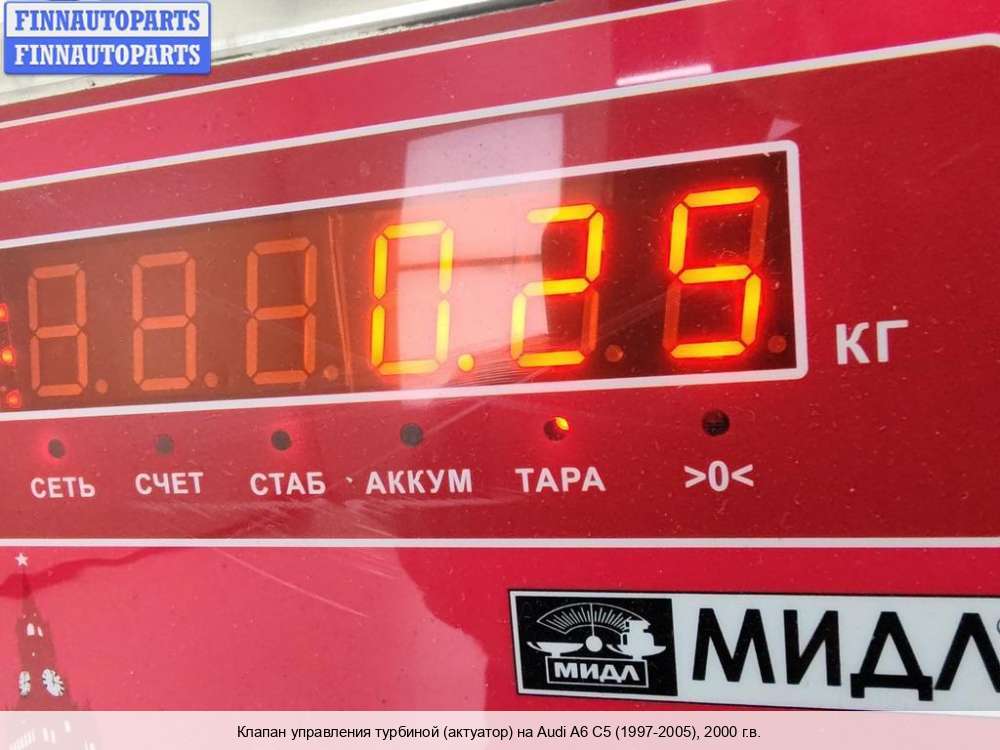 FINNAUTOPARTS
FINNAUTOPARTS
0.25
КГ
СЕТЬ СЧЕТ СТАБ АККУМ ТАРА >0<
МИДЛ
МИДЛ
Клапан управления турбиной (актуатор) на Audi A6 C5 (1997-2005), 2000 г.в.